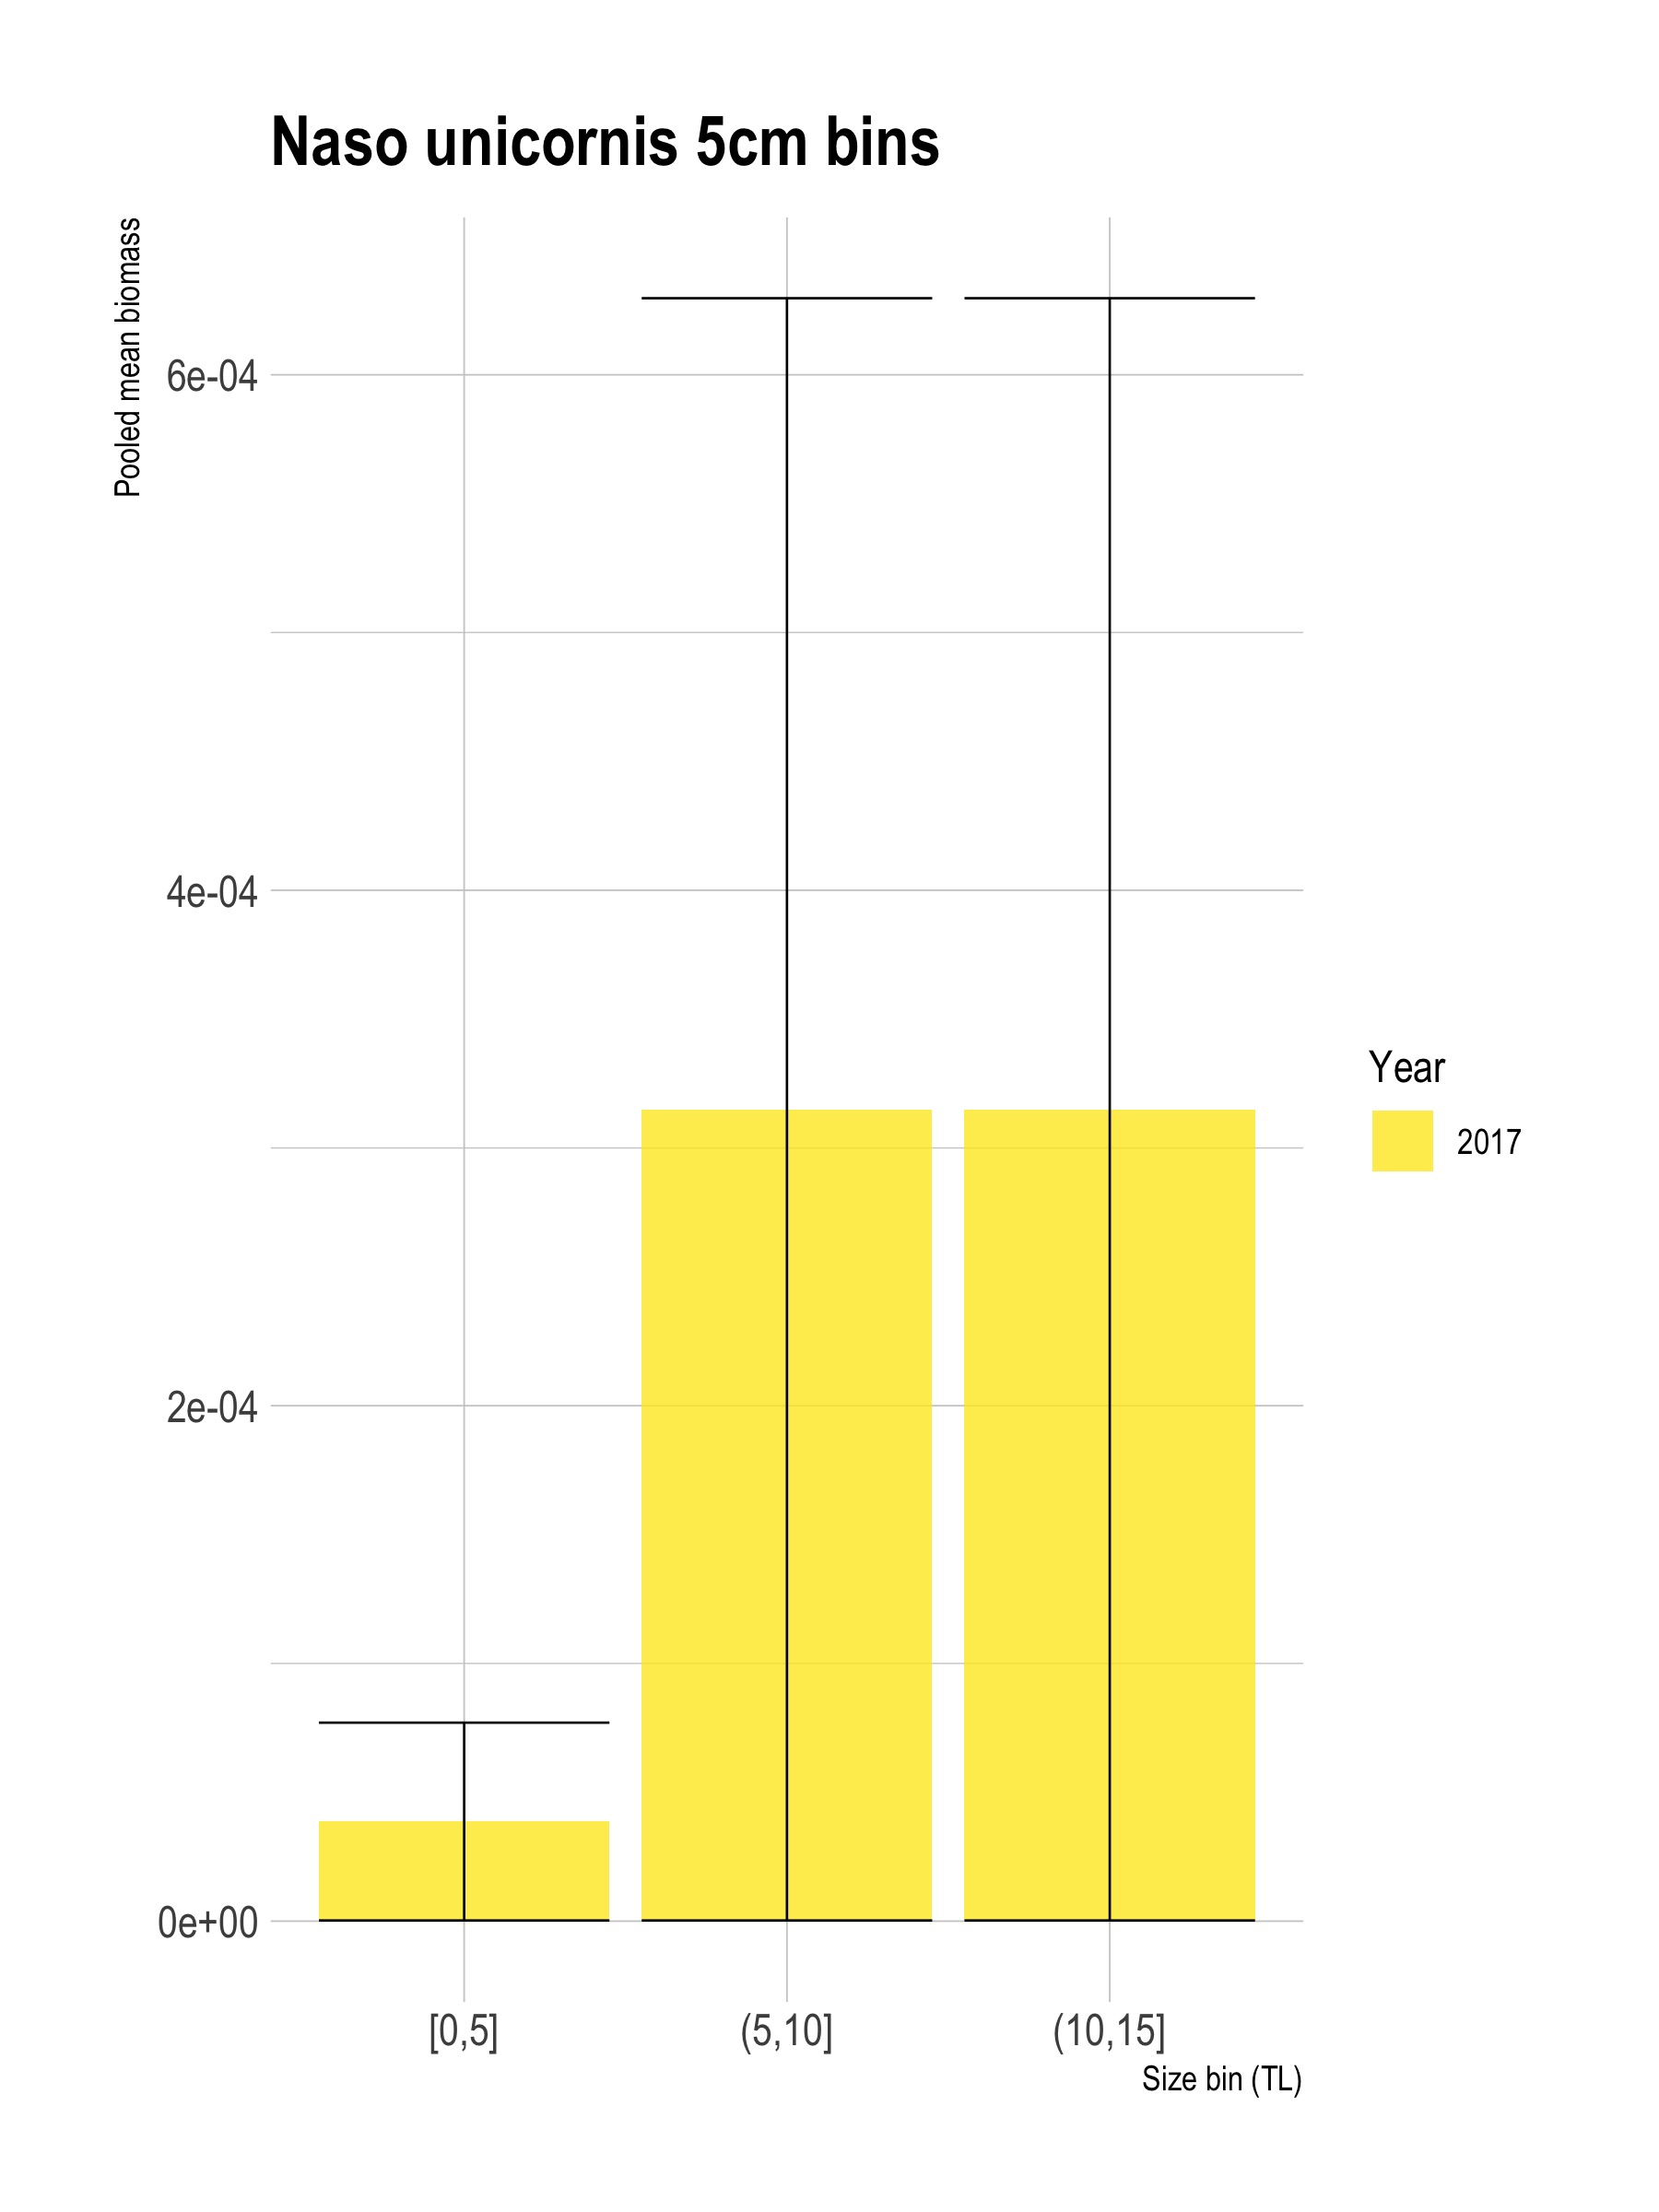 Naso unicornis 5cm bins
Pooled mean biomass
6e-04
4e-04
2e-04
0e+00
[0,5]
(5,10]
(10,15]
Size bin (TL)
Year
2017